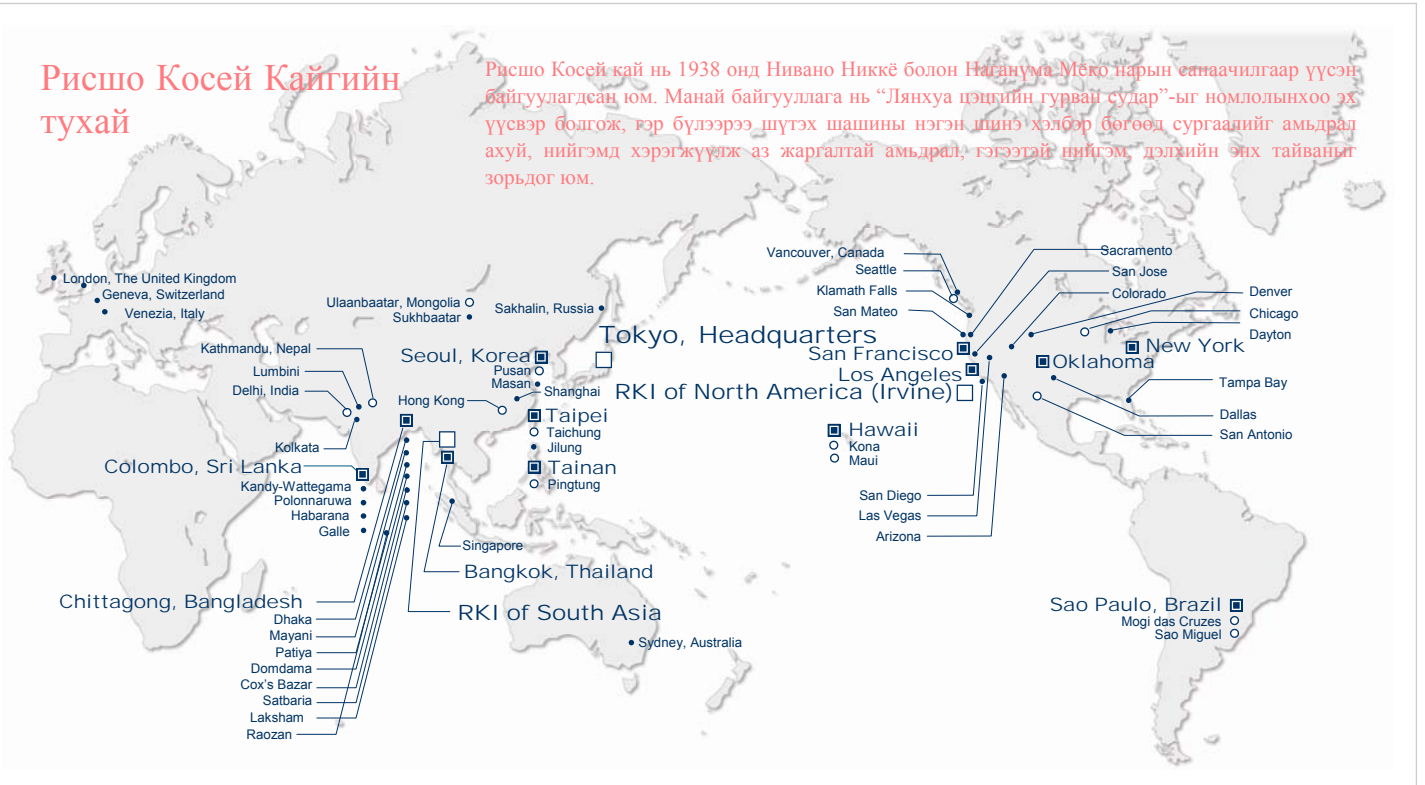 Рисшо Косей Кайгийн
тухай
Рисшо Косей кай нь 1938 онд Нивано Никкё болон Наганума Мёко нарын санаачилгаар үүсэн
байгуулагдсан юм. Манай байгууллага нь “Лянхуа цэцгийн гурван судар”-ыг номлолынхоо эх
үүсвэр болгож, гэр бүлээрээ шүтэх шашины нэгэн шинэ хэлбэр бөгөөд сургаалийг амьдрал
ахуй, нийгэмд хэрэгжүүлж аз жаргалтай амьдрал, гэгээтэй нийгэм, дэлхийн энх тайваныг
зорьдог юм.
London, The United Kingdom
Geneva, Switzerland
Venezia, Italy
Ulaanbaatar, Mongolia
Sukhbaatar
Sakhalin, Russia
Tokyo, Headquarters
Seoul, Korea
Pusan
Masan
Shanghai
Hong Kong
Kathmandu, Nepal
Lumbini
Delhi, India
Kolkata
Colombo, Sri Lanka
Kandy-Wattegama
Polonnaruwa
Habarana
Galle
Taipei
Taichung
Jilung
Tainan
Pingtung
Singapore
Bangkok, Thailand
RKI of South Asia
Chittagong, Bangladesh
Dhaka
Mayani
Patiya
Domdama
Cox's Bazar
Satbaria
Laksham
Raozan
Sydney, Australia
Vancouver, Canada
Seattle
Klamath Falls
San Mateo
San Francisco
Los Angeles
RKI of North America (Irvine)
Hawaii
Kona
Maui
San Diego
Las Vegas
Arizona
Sacramento
San Jose
Colorado
Denver
Chicago
Dayton
New York
Oklahoma
Tampa Bay
Dallas
San Antonio
Sao Paulo, Brazil
Mogi das Cruzes
Sao Miguel